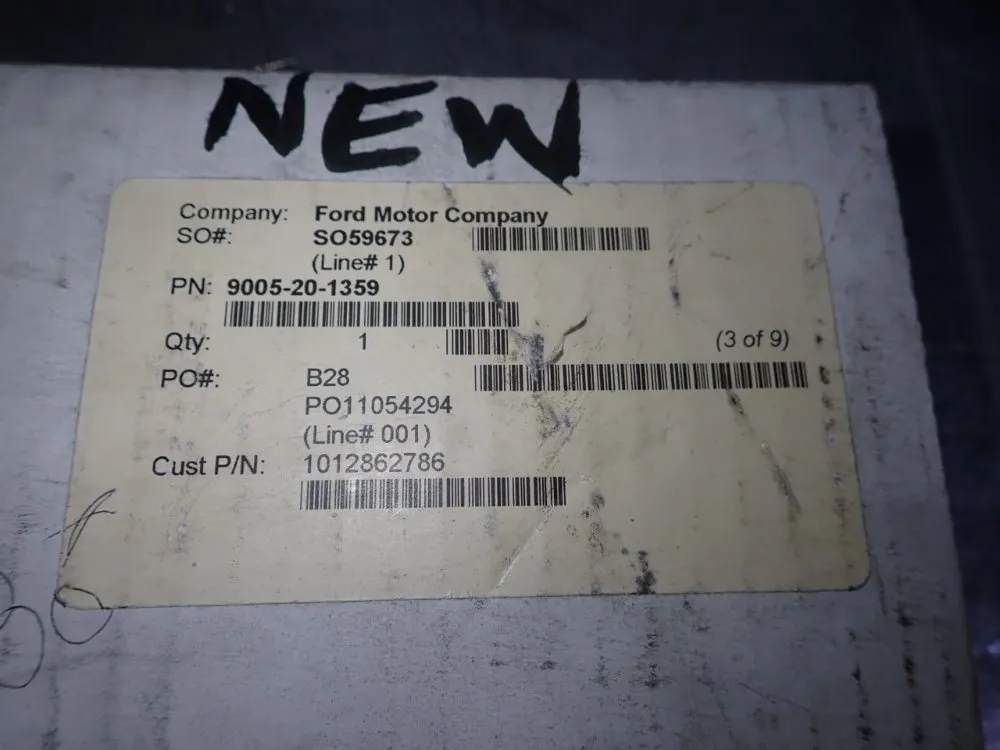 NEW
Company: Ford Motor Company
SO#: SO59673
(Line# 1)
PN: 9005-20-1359
Qty: 1 (3 of 9)
PO#: B28
PO11054294
(Line# 001)
Cust P/N: 1012862786